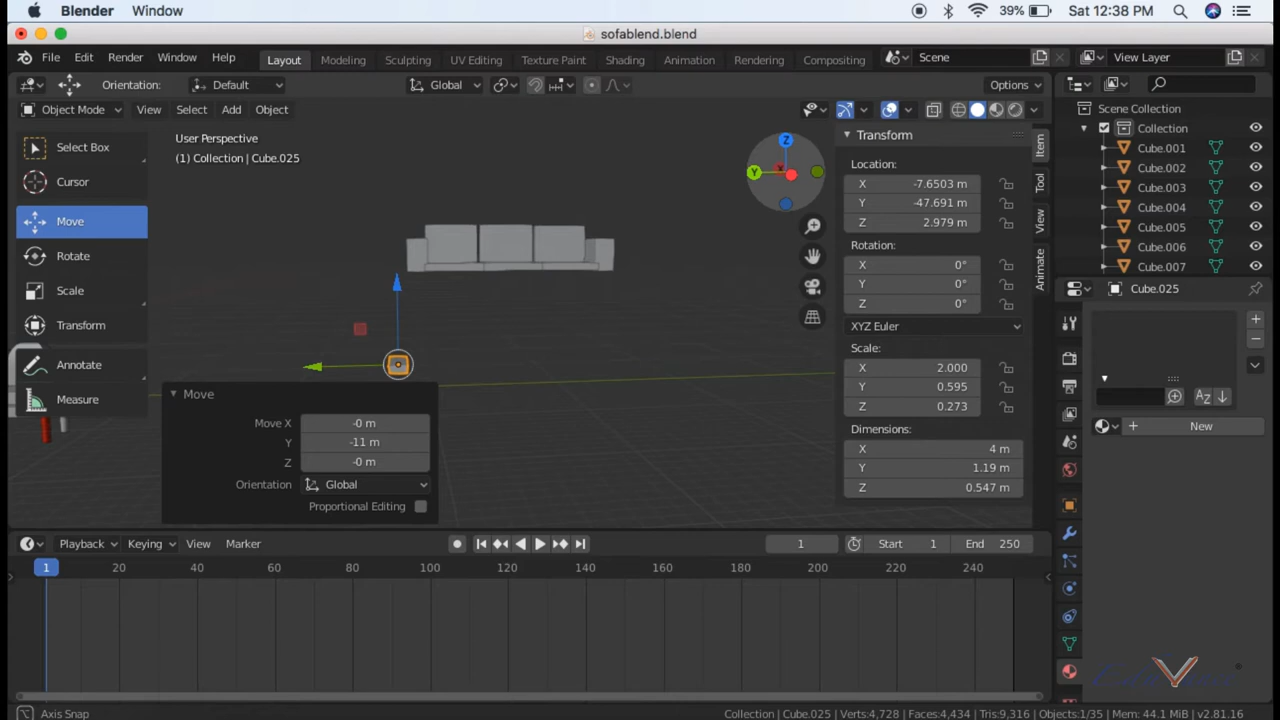 Blender Window 39% Sat 12:38 PM
sofablend.blend
File Edit Render Window Help Layout Modeling Sculpting UV Editing Texture Paint Shading Animation Rendering Compositing Scene View Layer
Orientation: Default Global Options
Object Mode View Select Add Object
Select Box
Cursor
Move
Rotate
Scale
Transform
Annotate
Measure
User Perspective
(1) Collection | Cube.025
Z
Y
X
Move
Move X -0 m
Y -11 m
Z -0 m
Orientation Global
Proportional Editing
Transform
Location:
X -7.6503 m
Y -47.691 m
Z 2.979 m
Rotation:
X 0°
Y 0°
Z 0°
XYZ Euler
Scale:
X 2.000
Y 0.595
Z 0.273
Dimensions:
X 4 m
Y 1.19 m
Z 0.547 m
Item
Tool
View
Animate
Scene Collection
Collection
Cube.001
Cube.002
Cube.003
Cube.004
Cube.005
Cube.006
Cube.007
Cube.025
New
Playback Keying View Marker 1 Start 1 End 250
1 20 40 60 80 100 120 140 160 180 200 220 240
Axis Snap Collection | Cube.025 | Verts:4,728 | Faces:4,434 | Tris:9,316 | Objects:1/35 | Mem: 44.1 MiB | v2.81.16